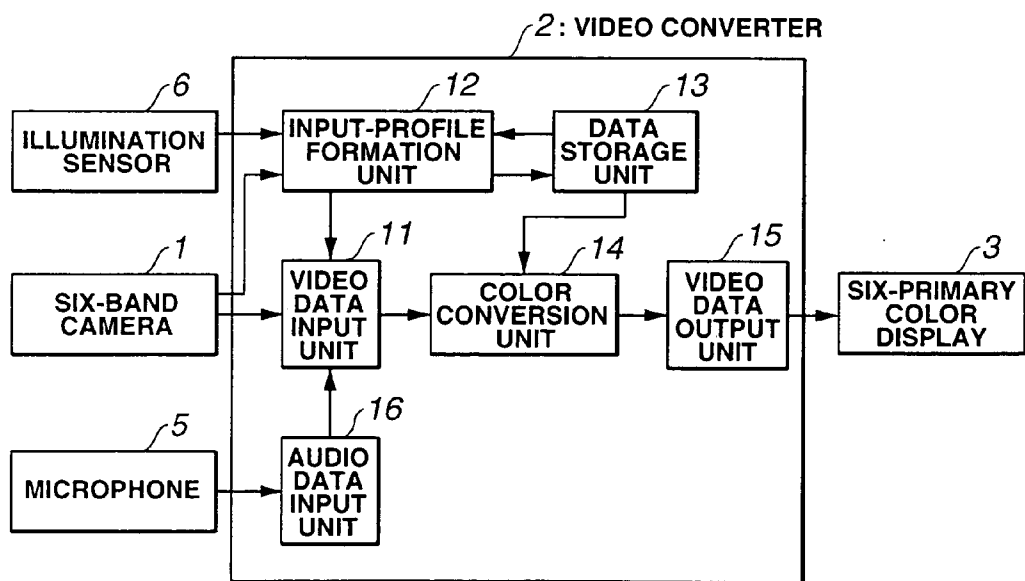 2: VIDEO CONVERTER
6
ILLUMINATION
SENSOR
12
INPUT-PROFILE
FORMATION
UNIT
13
DATA
STORAGE
UNIT
1
SIX-BAND
CAMERA
11
VIDEO
DATA
INPUT
UNIT
14
COLOR
CONVERSION
UNIT
15
VIDEO
DATA
OUTPUT
UNIT
3
SIX-PRIMARY
COLOR
DISPLAY
5
MICROPHONE
16
AUDIO
DATA
INPUT
UNIT